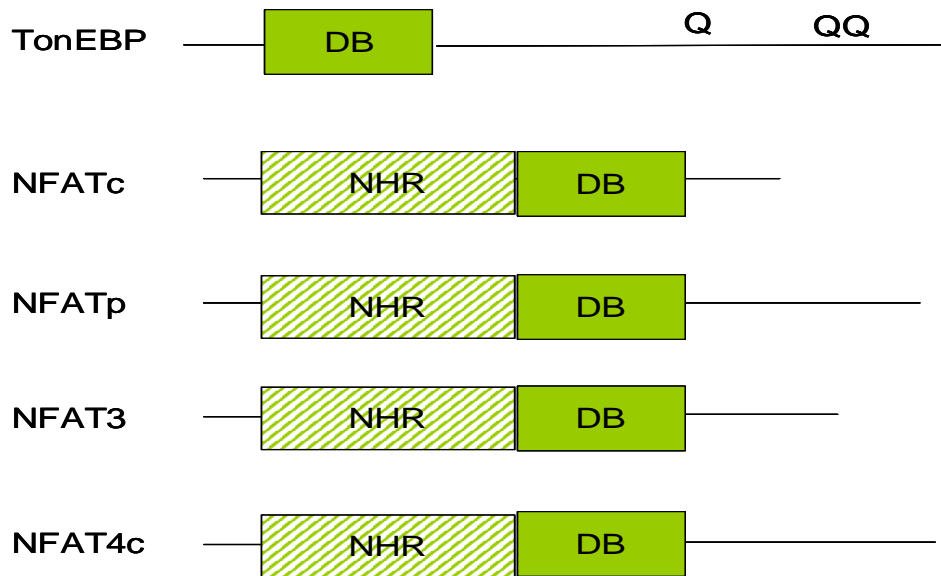 TonEBP DB Q QQ
NFATc NHR DB
NFATp NHR DB
NFAT3 NHR DB
NFAT4c NHR DB